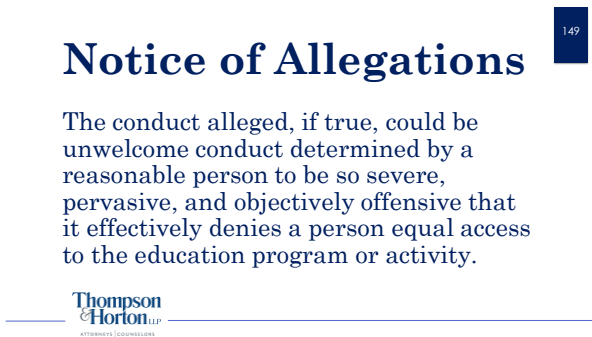 149
Notice of Allegations
The conduct alleged, if true, could be
unwelcome conduct determined by a
reasonable person to be so severe,
pervasive, and objectively offensive that
it effectively denies a person equal access
to the education program or activity.
Thompson
& Horton LLP
ATTORNEYS | COUNSELORS